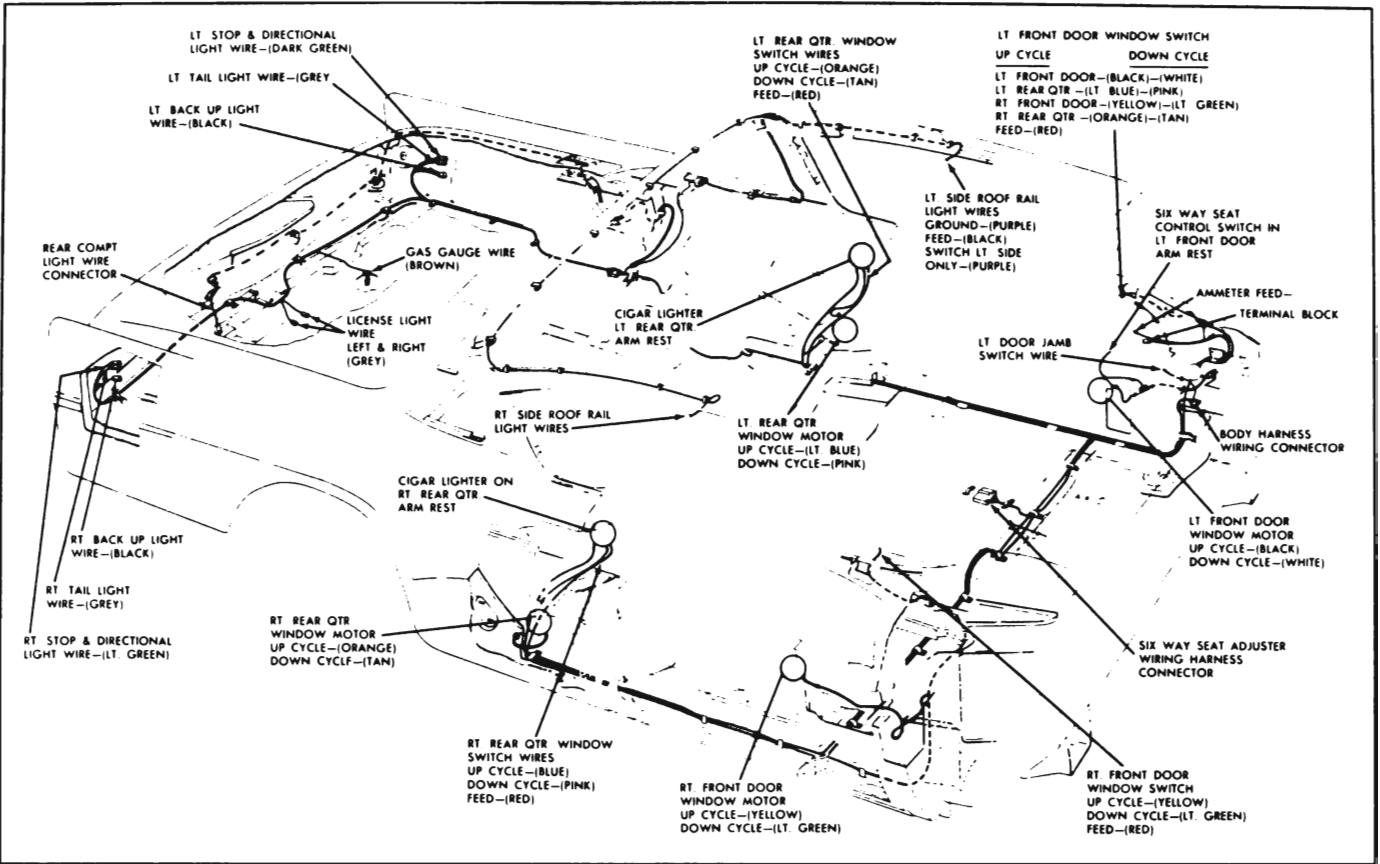 LT STOP & DIRECTIONAL
LIGHT WIRE—(DARK GREEN)
LT TAIL LIGHT WIRE—(GREY
LT BACK UP LIGHT
WIRE—(BLACK)
LT REAR QTR. WINDOW
SWITCH WIRES
UP CYCLE—(ORANGE)
DOWN CYCLE—(TAN)
FEED—(RED)
LT FRONT DOOR WINDOW SWITCH
UP CYCLE DOWN CYCLE
LT FRONT DOOR—(BLACK)—(WHITE)
LT REAR QTR —(LT BLUE)—(PINK)
RT FRONT DOOR—(YELLOW)—(LT GREEN)
RT REAR QTR —(ORANGE)—(TAN)
FEED—(RED)
LT. SIDE ROOF RAIL
LIGHT WIRES
GROUND—(PURPLE)
FEED—(BLACK)
SWITCH LT SIDE
ONLY—(PURPLE)
SIX WAY SEAT
CONTROL SWITCH IN
LT FRONT DOOR
ARM REST
REAR COMPT
LIGHT WIRE
CONNECTOR
GAS GAUGE WIRE
(BROWN)
LICENSE LIGHT
WIRE
LEFT & RIGHT
(GREY)
CIGAR LIGHTER
LT REAR QTR.
ARM REST
AMMETER FEED—
TERMINAL BLOCK
LT DOOR JAMB
SWITCH WIRE
RT SIDE ROOF RAIL
LIGHT WIRES
LT. REAR QTR
WINDOW MOTOR
UP CYCLE—(LT. BLUE)
DOWN CYCLE—(PINK)
BODY HARNESS
WIRING CONNECTOR
CIGAR LIGHTER ON
RT REAR QTR
ARM REST
LT FRONT DOOR
WINDOW MOTOR
UP CYCLE—(BLACK)
DOWN CYCLE—(WHITE)
RT BACK UP LIGHT
WIRE—(BLACK)
RT TAIL LIGHT
WIRE—(GREY)
RT STOP & DIRECTIONAL
LIGHT WIRE—(LT. GREEN)
RT REAR QTR
WINDOW MOTOR
UP CYCLE—(ORANGE)
DOWN CYCLF—(TAN)
SIX WAY SEAT ADJUSTER
WIRING HARNESS
CONNECTOR
RT REAR QTR WINDOW
SWITCH WIRES
UP CYCLE—(BLUE)
DOWN CYCLE—(PINK)
FEED—(RED)
RT. FRONT DOOR
WINDOW MOTOR
UP CYCLE—(YELLOW)
DOWN CYCLE—(LT. GREEN)
RT. FRONT DOOR
WINDOW SWITCH
UP CYCLE—(YELLOW)
DOWN CYCLE—(LT. GREEN)
FEED—(RED)